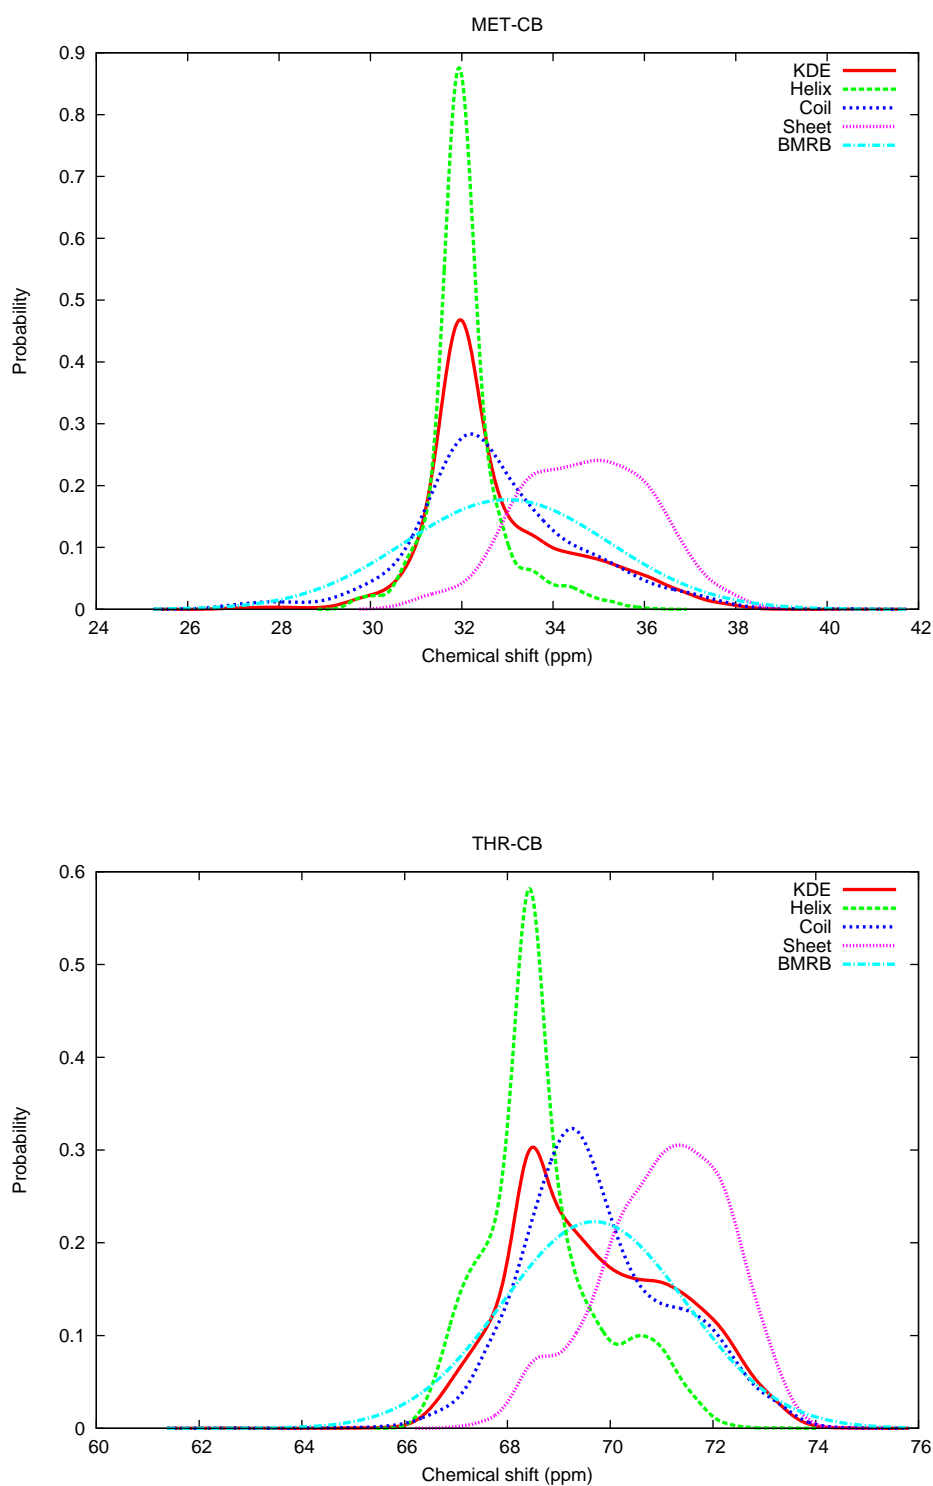 MET-CB
0.9
0.8
0.7
0.6
0.5
0.4
0.3
0.2
0.1
0
Probability
KDE
Helix
Coil
Sheet
BMRB
24 26 28 30 32 34 36 38 40 42
Chemical shift (ppm)
THR-CB
0.6
0.5
0.4
0.3
0.2
0.1
0
Probability
KDE
Helix
Coil
Sheet
BMRB
60 62 64 66 68 70 72 74 76
Chemical shift (ppm)